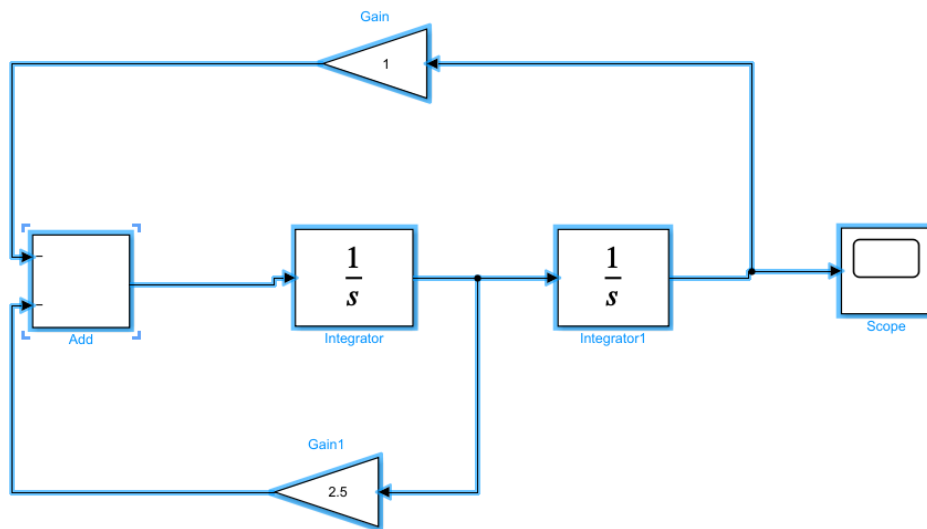 Gain
1
−
−
Add
1
s
Integrator
1
s
Integrator1
Scope
Gain1
2.5